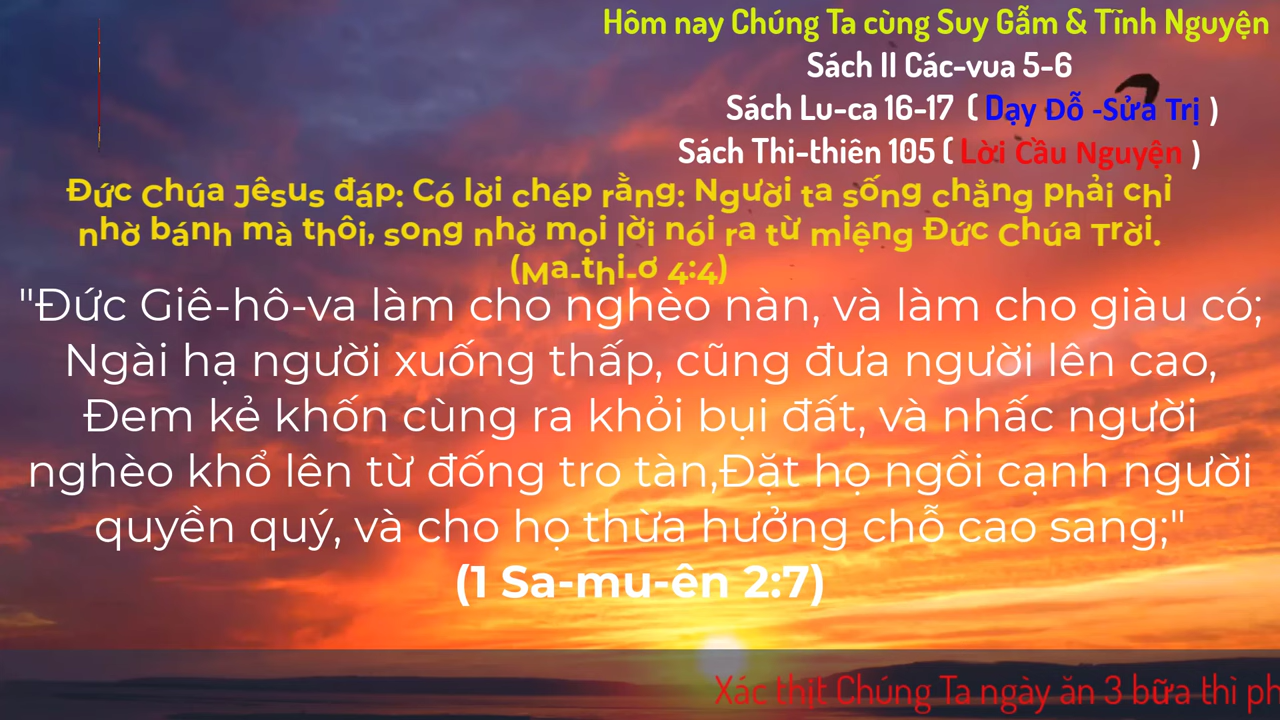 Hôm nay Chúng Ta cùng Suy Gẫm & Tĩnh Nguyện
Sách II Các-vua 5-6
Sách Lu-ca 16-17 ( Dạy Đỗ -Sửa Trị )
Sách Thi-thiên 105 ( Lời Cầu Nguyện )
Đức Chúa Jêsus đáp: Có lời chép rằng: Người ta sống chẳng phải chỉ
nhờ bánh mà thôi, song nhờ mọi lời nói ra từ miệng Đức Chúa Trời.
(Ma-thi-ơ 4:4)
"Đức Giê-hô-va làm cho nghèo nàn, và làm cho giàu có;
Ngài hạ người xuống thấp, cũng đưa người lên cao,
Đem kẻ khốn cùng ra khỏi bụi đất, và nhấc người
nghèo khổ lên từ đống tro tàn,Đặt họ ngồi cạnh người
quyền quý, và cho họ thừa hưởng chỗ cao sang;"
(1 Sa-mu-ên 2:7)
Xác thịt Chúng Ta ngày ăn 3 bữa thì ph